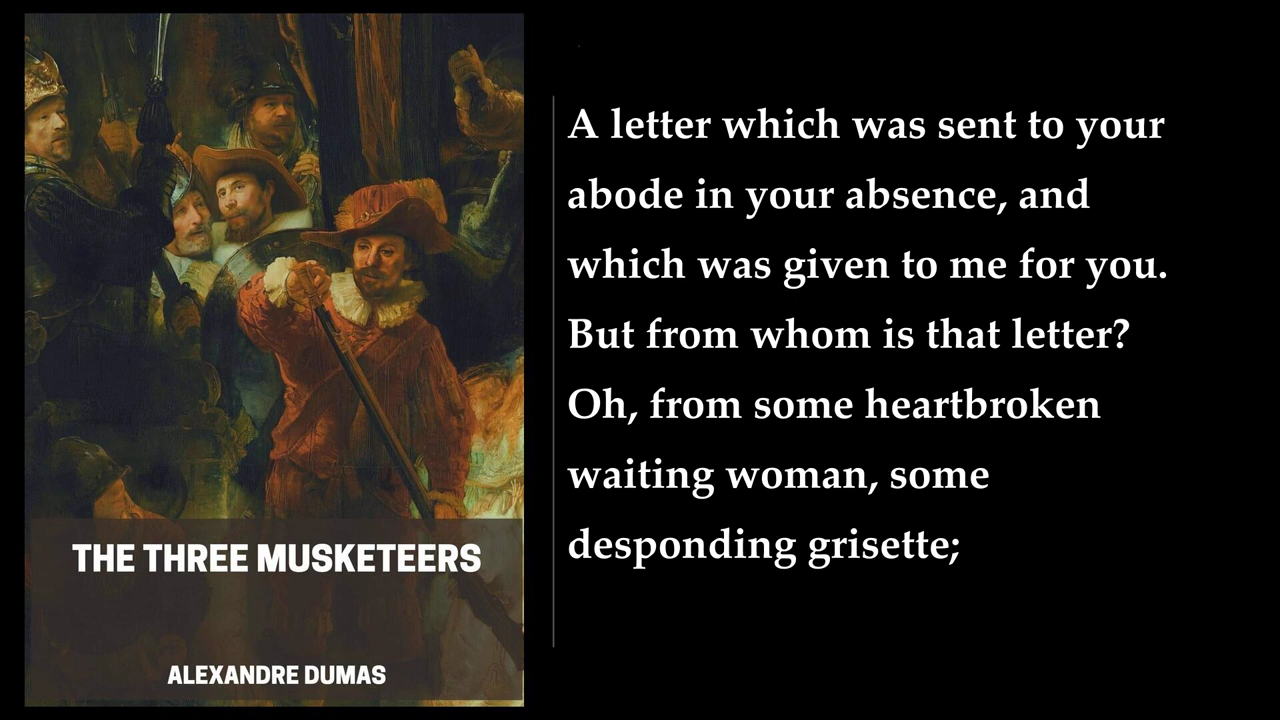 THE THREE MUSKETEERS
ALEXANDRE DUMAS
A letter which was sent to your
abode in your absence, and
which was given to me for you.
But from whom is that letter?
Oh, from some heartbroken
waiting woman, some
desponding grisette;